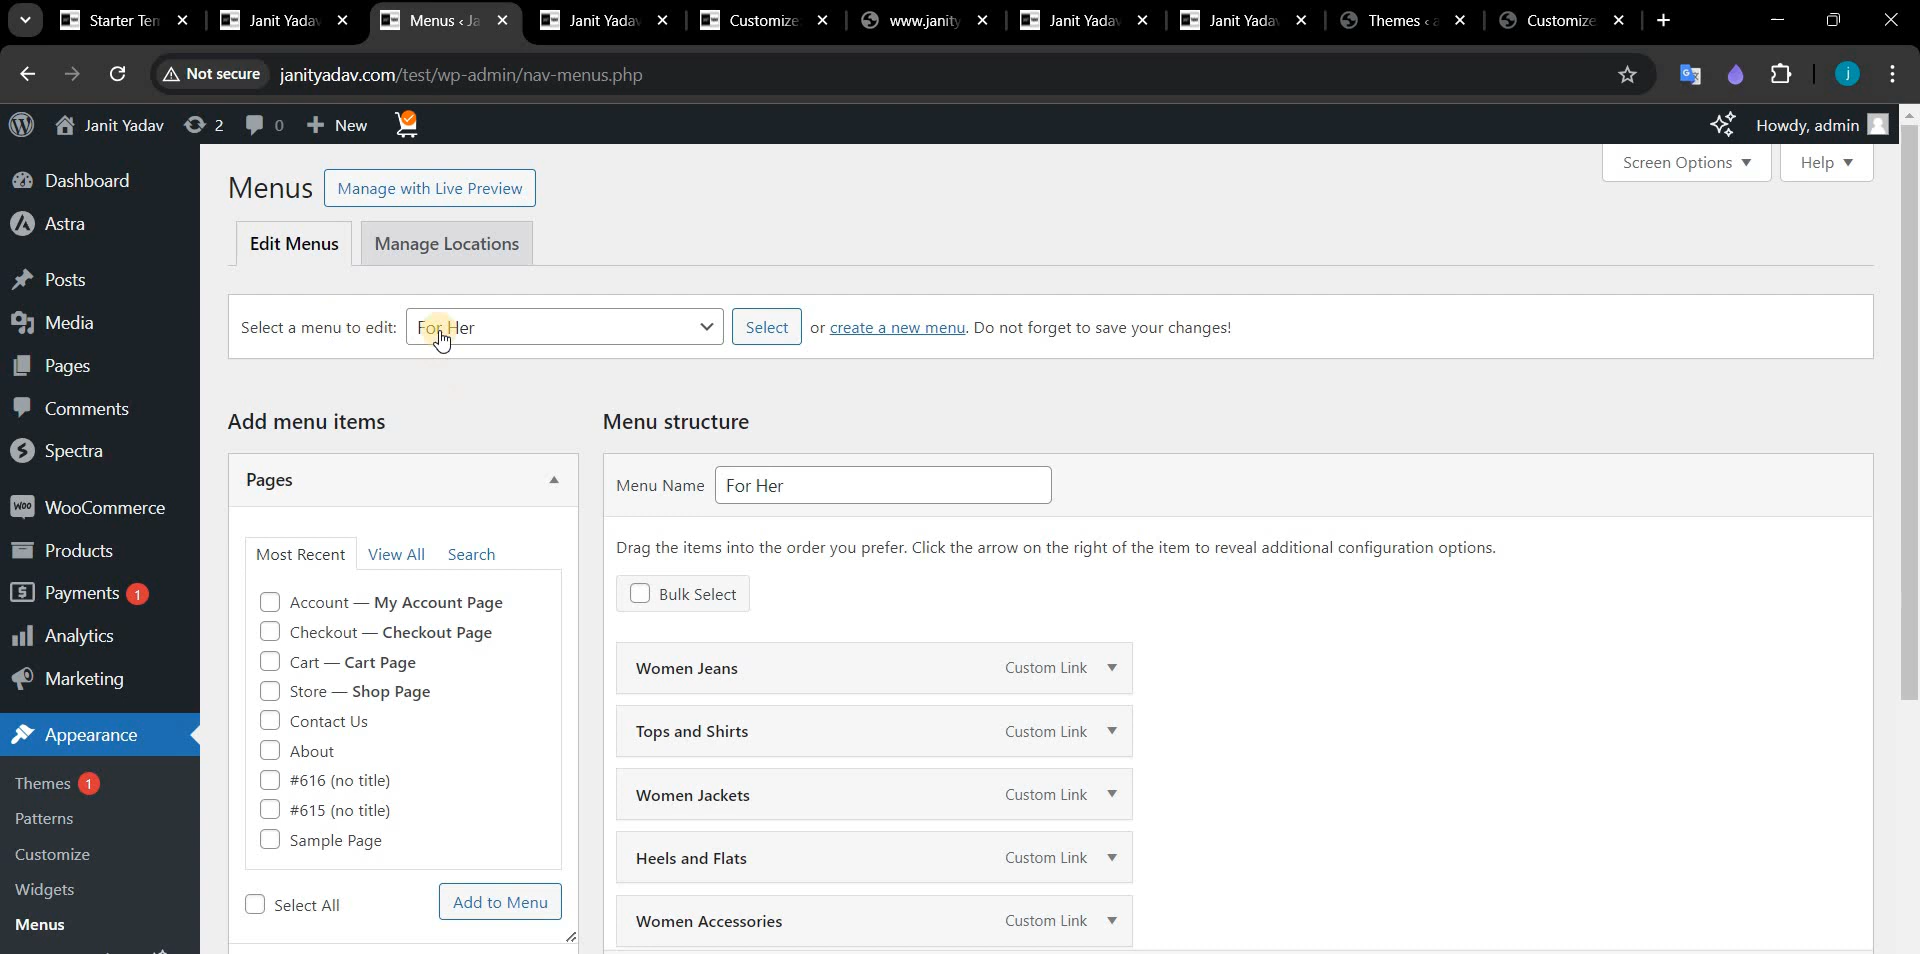 Starter Ter
Janit Yadav
Menus ‹ Ja
Janit Yadav
Customize
www.janity
Janit Yadav
Janit Yadav
Themes ‹ a
Customize
Not secure
janityadav.com/test/wp-admin/nav-menus.php
j
Janit Yadav
2
0
New
Howdy, admin
Dashboard
Astra
Posts
Media
Pages
Comments
Spectra
WooCommerce
Products
Payments 1
Analytics
Marketing
Appearance
Themes 1
Patterns
Customize
Widgets
Menus
Screen Options
Help
Menus
Manage with Live Preview
Edit Menus
Manage Locations
Select a menu to edit: For Her Select or create a new menu. Do not forget to save your changes!
Add menu items
Pages
Most Recent View All Search
Account — My Account Page
Checkout — Checkout Page
Cart — Cart Page
Store — Shop Page
Contact Us
About
#616 (no title)
#615 (no title)
Sample Page
Select All
Add to Menu
Menu structure
Menu Name For Her
Drag the items into the order you prefer. Click the arrow on the right of the item to reveal additional configuration options.
Bulk Select
Women Jeans Custom Link
Tops and Shirts Custom Link
Women Jackets Custom Link
Heels and Flats Custom Link
Women Accessories Custom Link